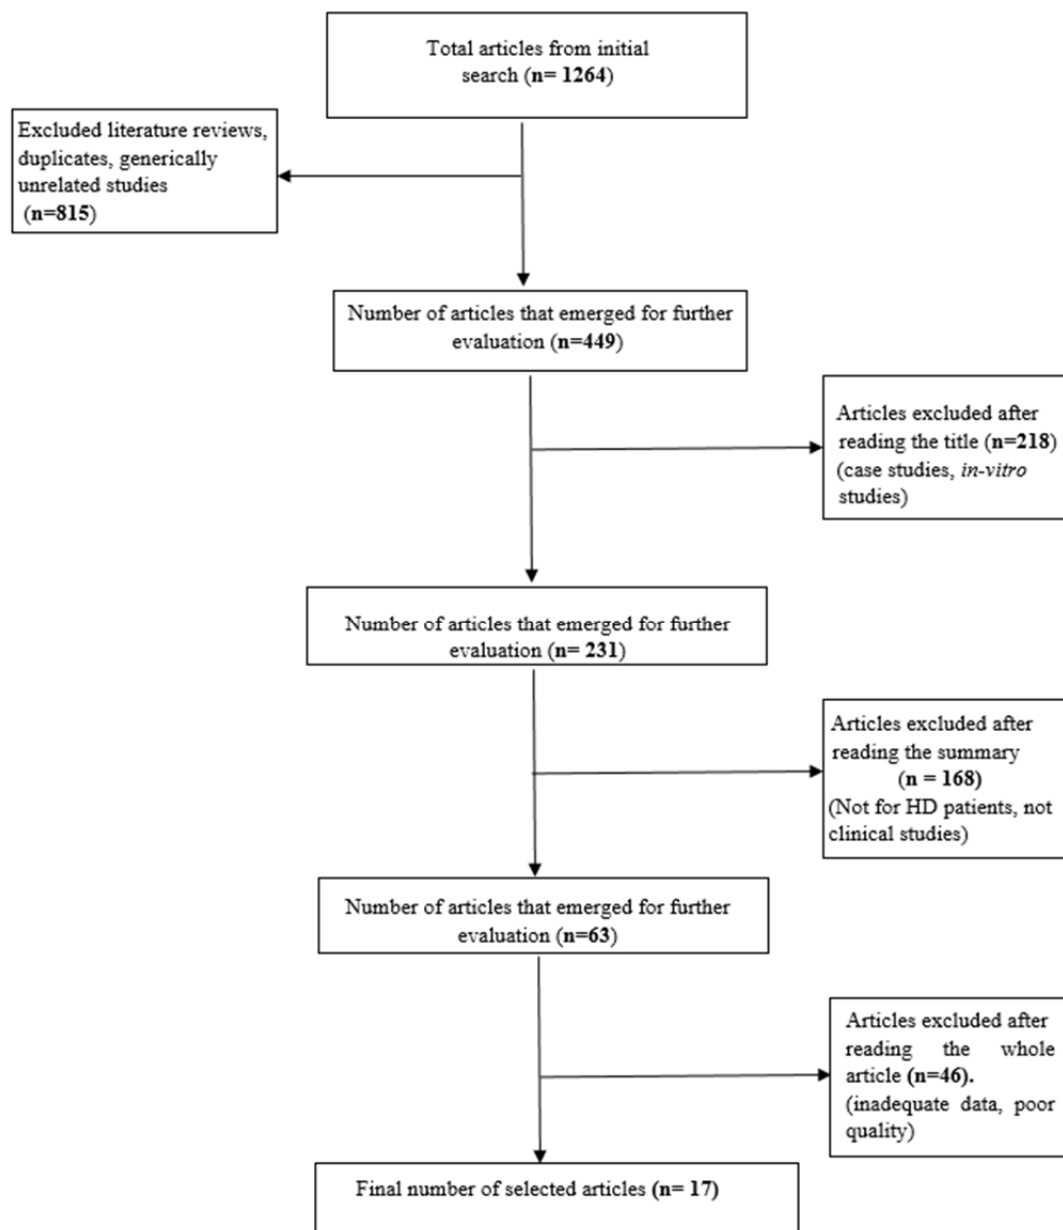 Total articles from initial
search (n= 1264)
Excluded literature reviews,
duplicates, generically
unrelated studies
(n=815)
Number of articles that emerged for further
evaluation (n=449)
Articles excluded after
reading the title (n=218)
(case studies, in-vitro
studies)
Number of articles that emerged for further
evaluation (n= 231)
Articles excluded after
reading the summary
(n = 168)
(Not for HD patients, not
clinical studies)
Number of articles that emerged for further
evaluation (n=63)
Articles excluded after
reading the whole
article (n=46).
(inadequate data, poor
quality)
Final number of selected articles (n= 17)